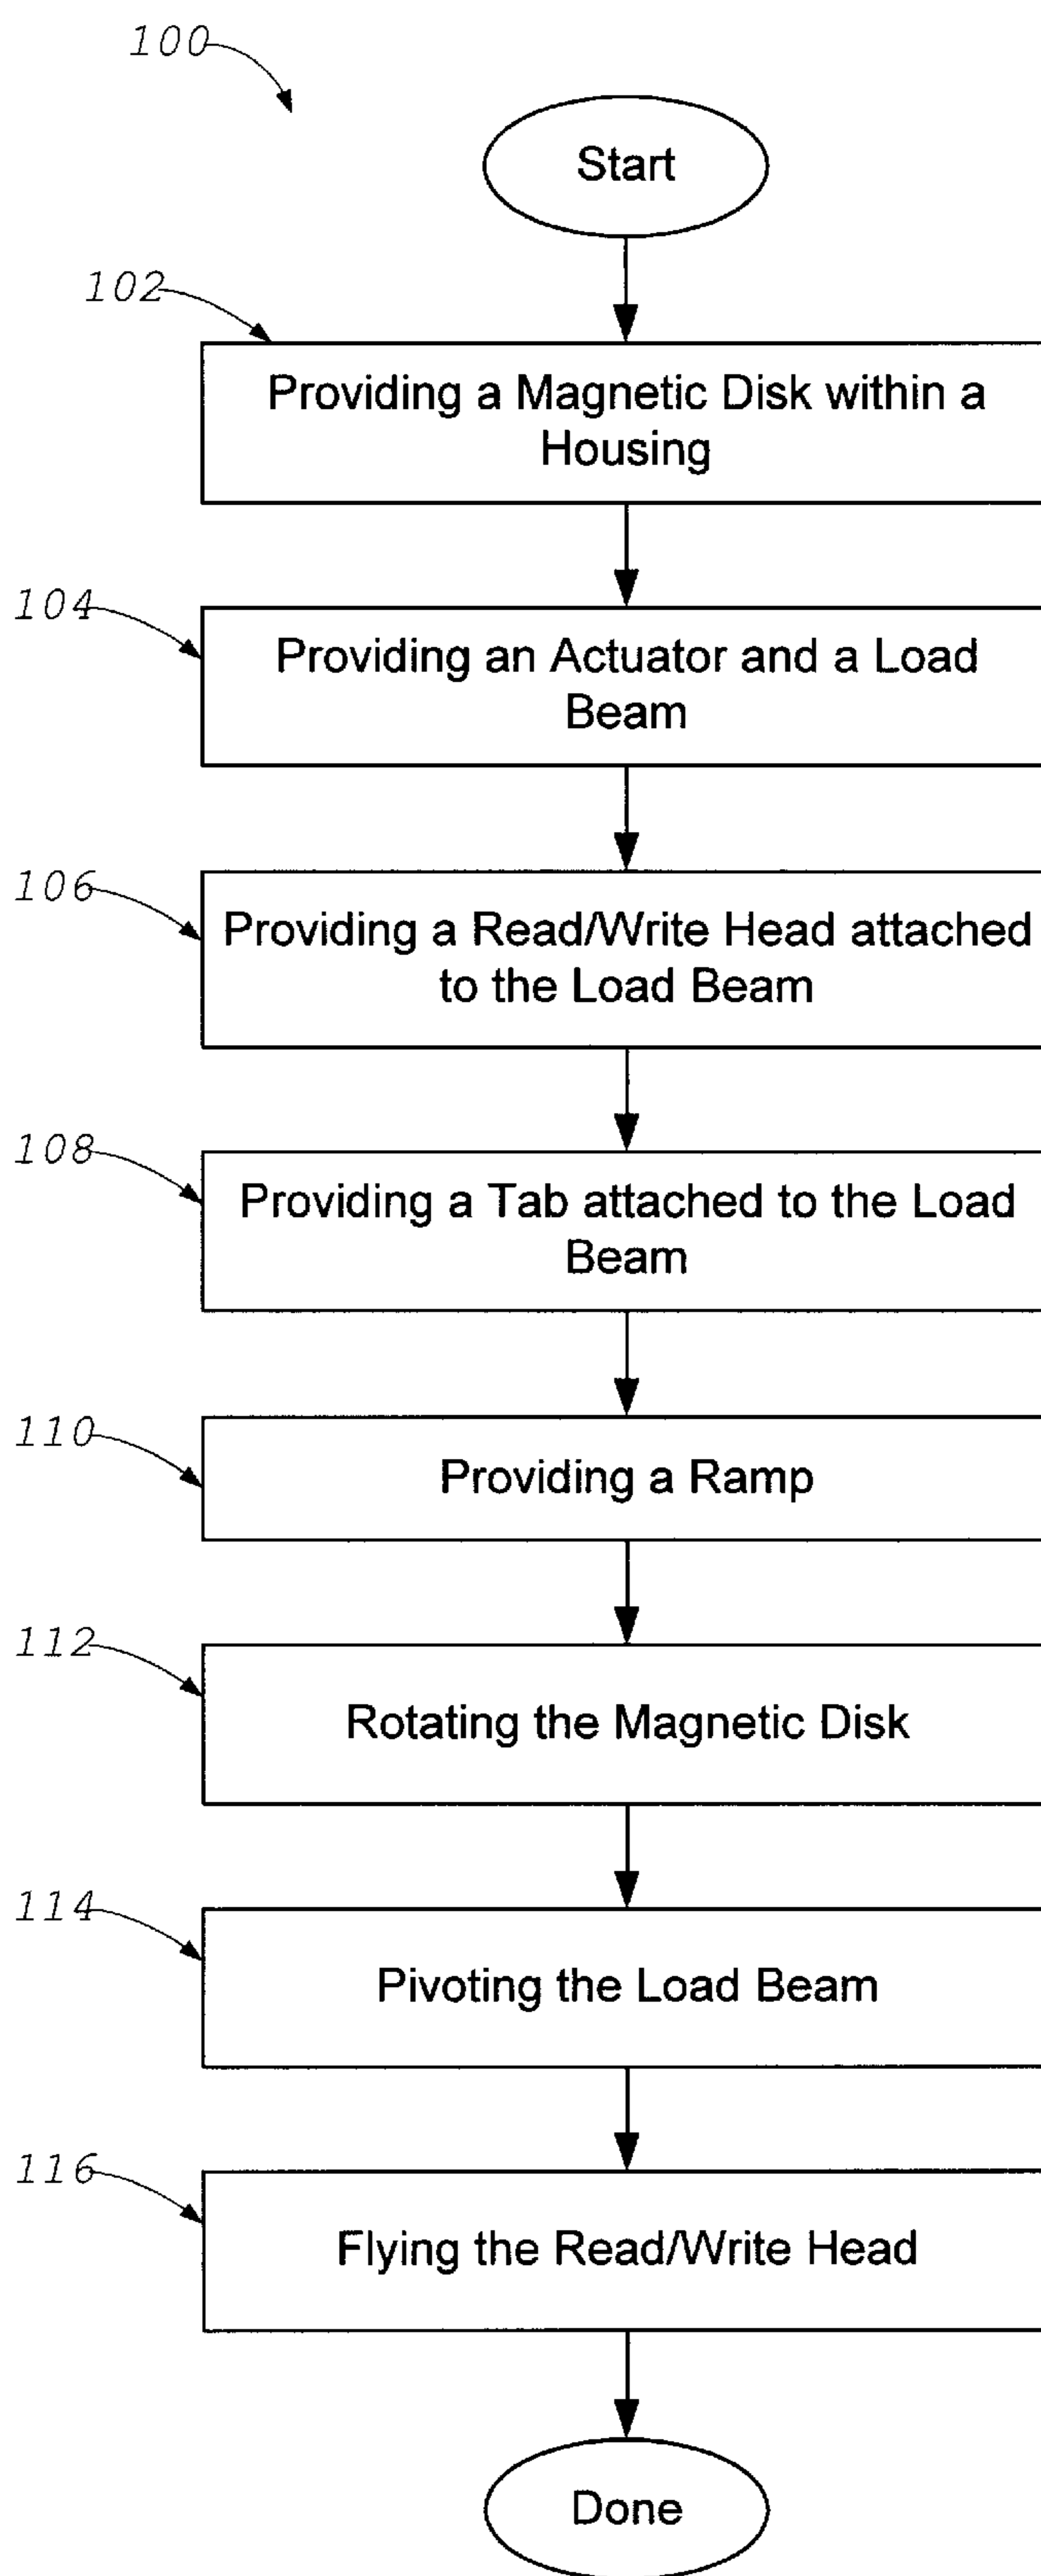 100
Start
102
Providing a Magnetic Disk within a
Housing
104
Providing an Actuator and a Load
Beam
106
Providing a Read/Write Head attached
to the Load Beam
108
Providing a Tab attached to the Load
Beam
110
Providing a Ramp
112
Rotating the Magnetic Disk
114
Pivoting the Load Beam
116
Flying the Read/Write Head
Done